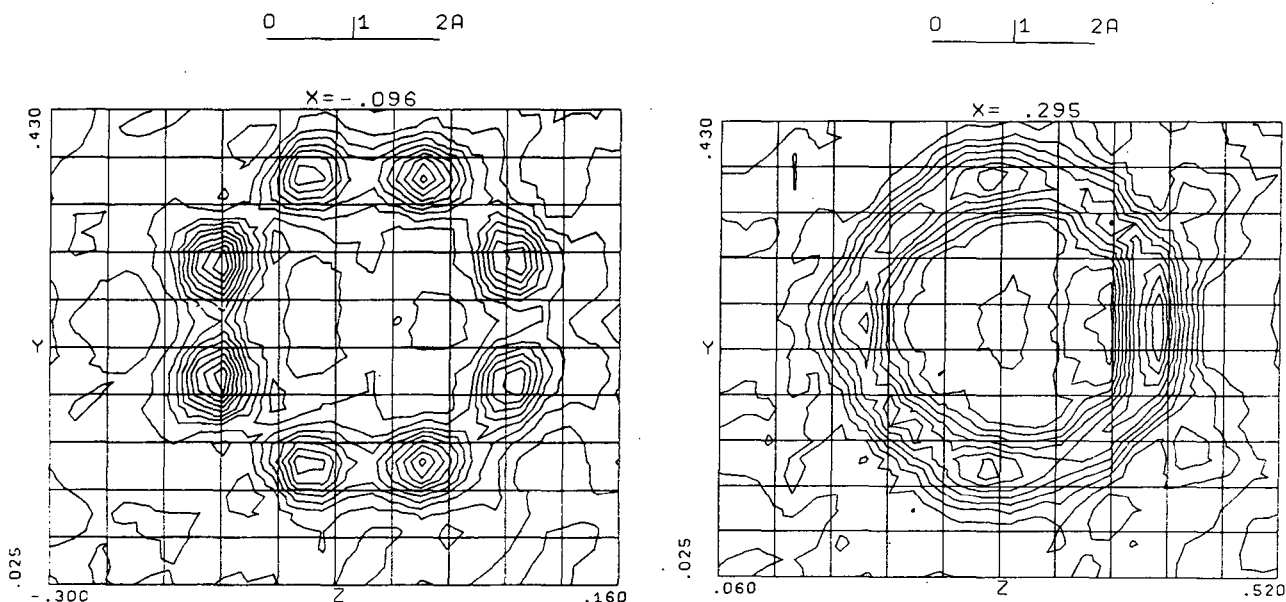 0 1 2A
X=-.096
.430
Y
.025
-.300 Z .160
0 1 2A
X= .295
.430
Y
.025
.060 Z .520